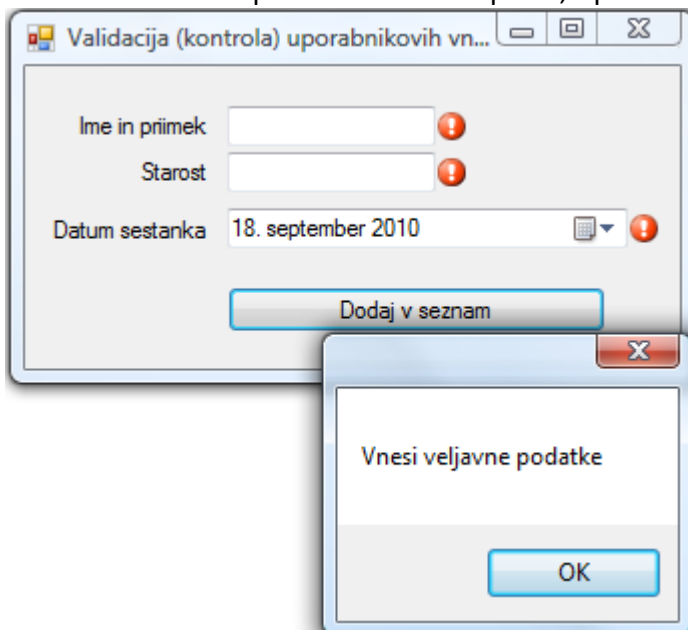 Validacija (kontrola) uporabnikovih vn...
Ime in priimek
Starost
Datum sestanka 18. september 2010
Dodaj v seznam
Vnesi veljavne podatke
OK